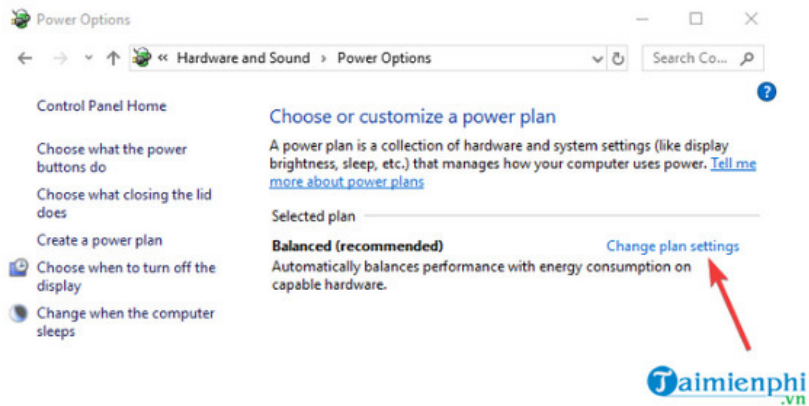 Power Options
« Hardware and Sound › Power Options
Search Co...
Control Panel Home
Choose what the power
buttons do
Choose what closing the lid
does
Create a power plan
Choose when to turn off the
display
Change when the computer
sleeps
?
Choose or customize a power plan
A power plan is a collection of hardware and system settings (like display
brightness, sleep, etc.) that manages how your computer uses power. Tell me
more about power plans
Selected plan
Balanced (recommended)
Change plan settings
Automatically balances performance with energy consumption on
capable hardware.
Taimienphi
.vn